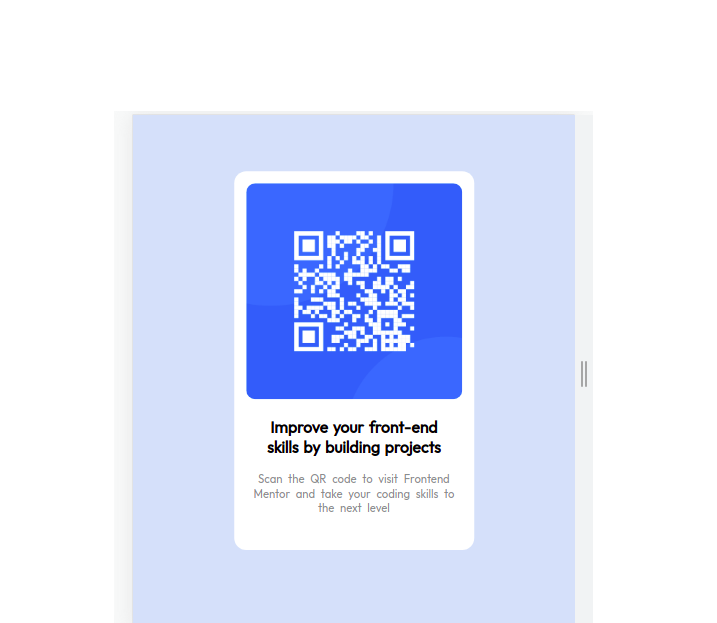 Improve your front-end
skills by building projects
Scan the QR code to visit Frontend
Mentor and take your coding skills to
the next level